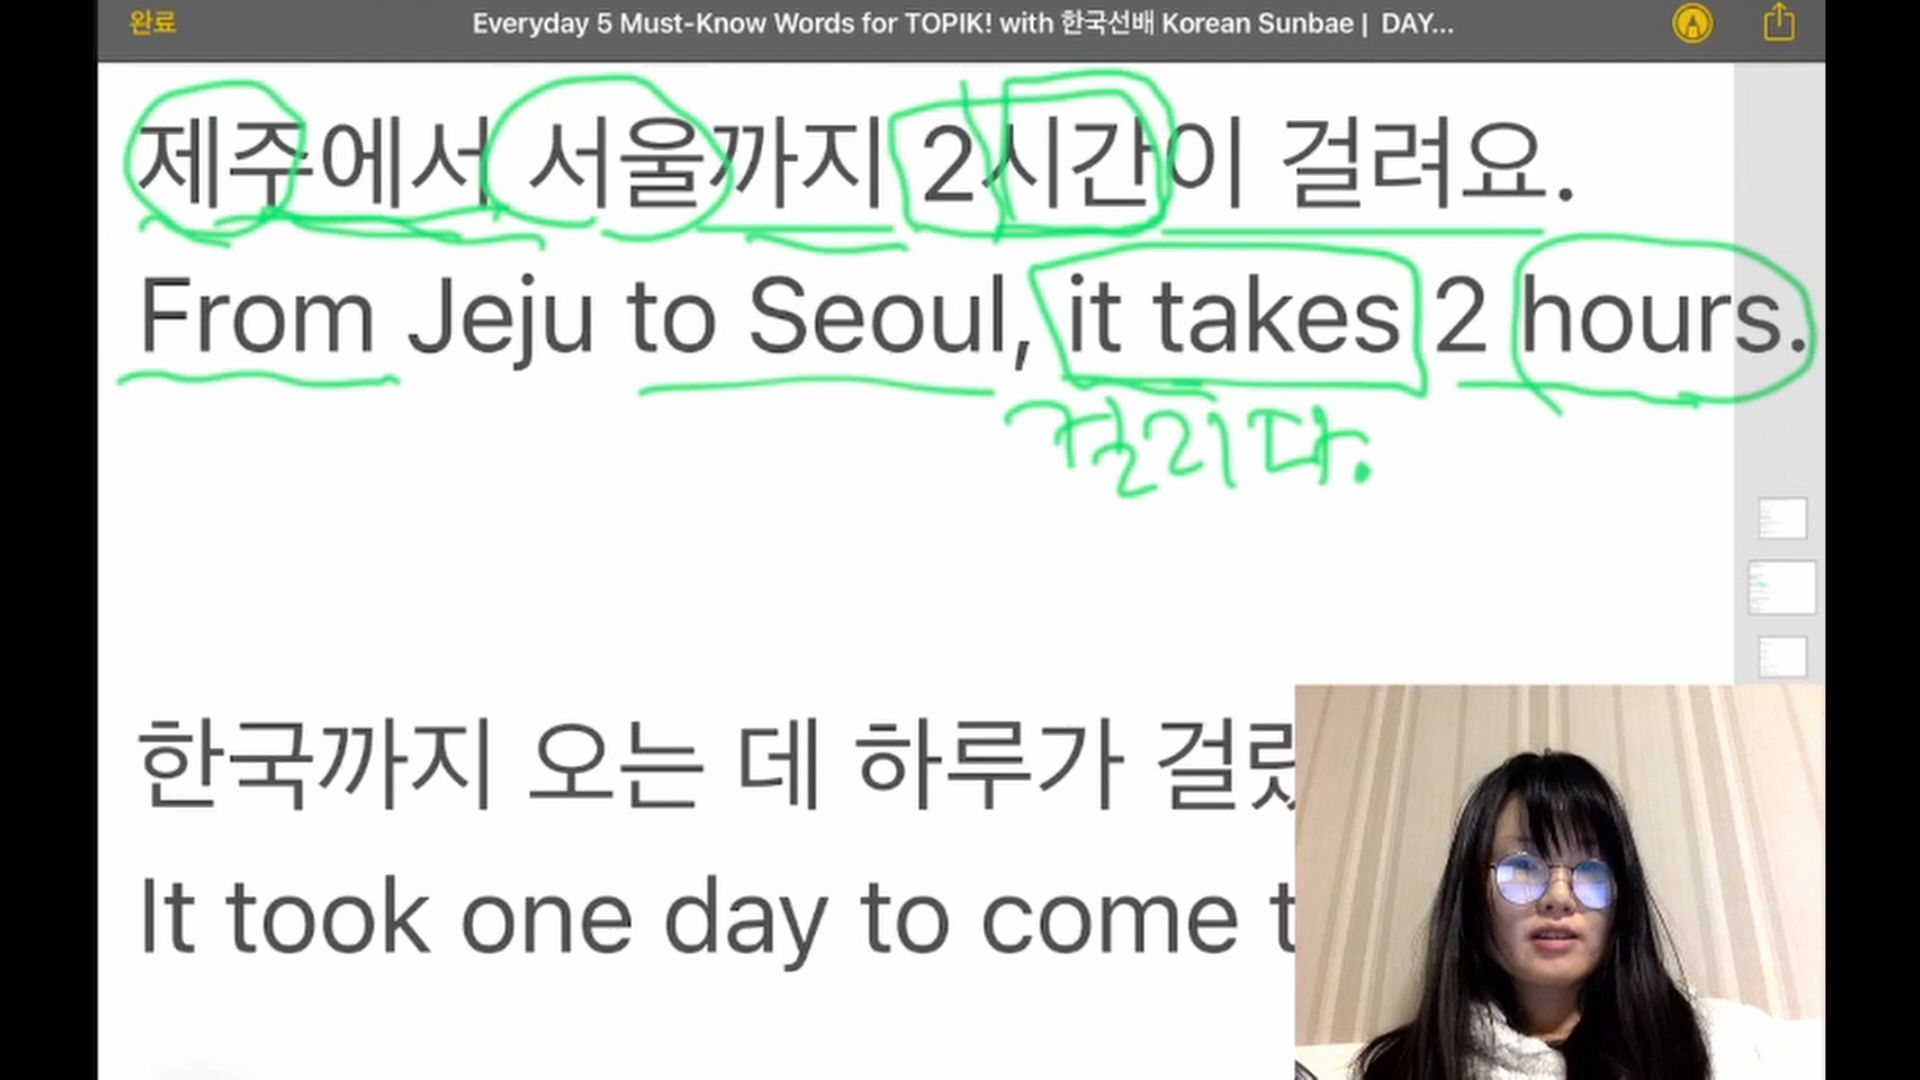 완료 Everyday 5 Must-Know Words for TOPIK! with 한국선배 Korean Sunbae | DAY...
제주에서 서울까지 2시간이 걸려요.
From Jeju to Seoul, it takes 2 hours.
걸리다.
한국까지 오는 데 하루가
It took one day to come